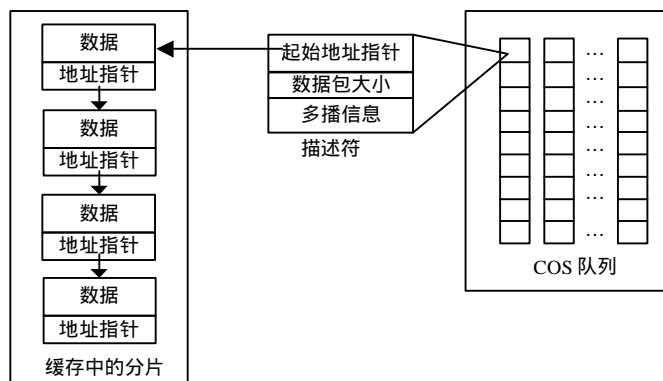 数据
地址指针
数据
地址指针
数据
地址指针
数据
地址指针
缓存中的分片
起始地址指针
数据包大小
多播信息
描述符
…
…
…
…
…
…
…
…
…
COS 队列